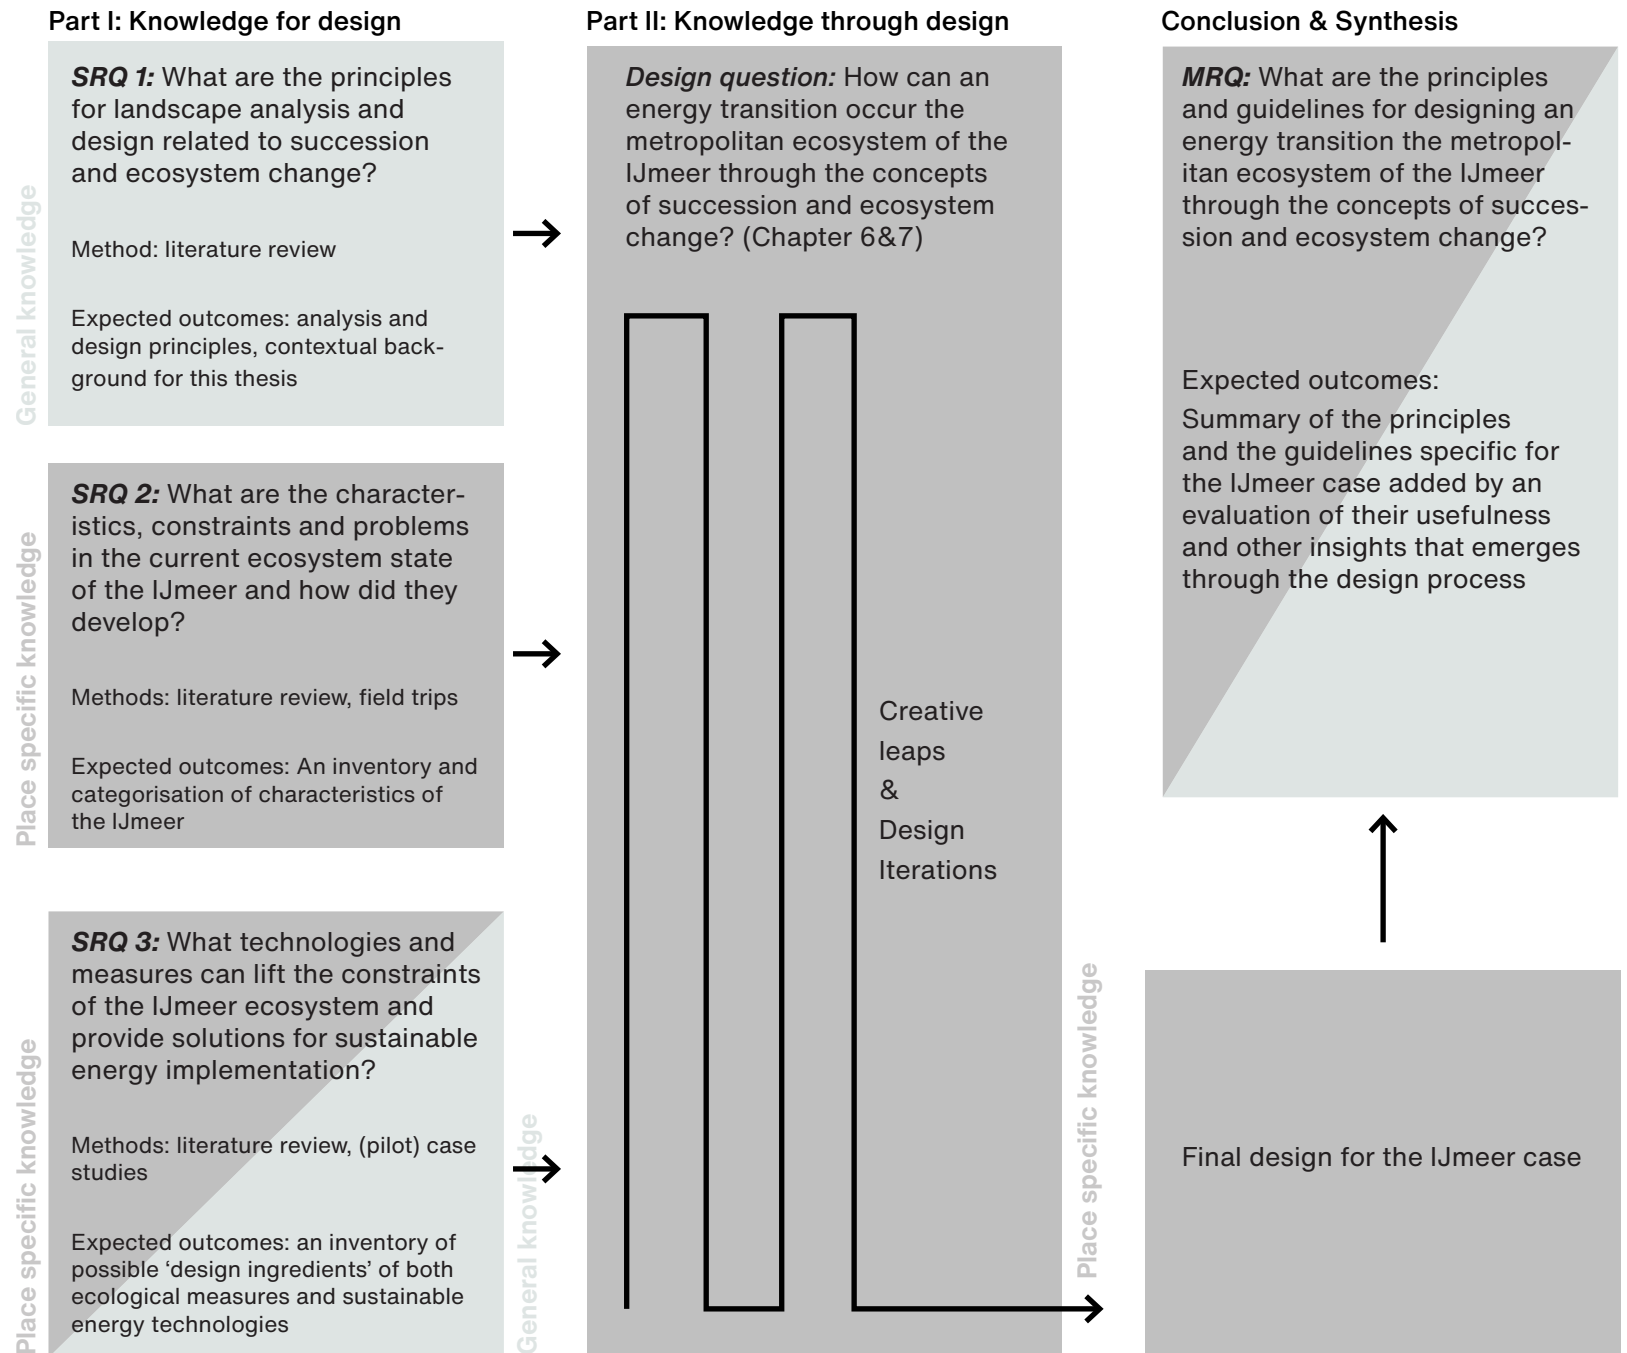 Part I: Knowledge for design
General knowledge
SRQ 1: What are the principles
for landscape analysis and
design related to succession
and ecosystem change?
Method: literature review
Expected outcomes: analysis and
design principles, contextual back-
ground for this thesis
Place specific knowledge
SRQ 2: What are the character-
istics, constraints and problems
in the current ecosystem state
of the IJmeer and how did they
develop?
Methods: literature review, field trips
Expected outcomes: An inventory and
categorisation of characteristics of
the IJmeer
Place specific knowledge
SRQ 3: What technologies and
measures can lift the constraints
of the IJmeer ecosystem and
provide solutions for sustainable
energy implementation?
Methods: literature review, (pilot) case
studies
Expected outcomes: an inventory of
possible ‘design ingredients’ of both
ecological measures and sustainable
energy technologies
General knowledge
Part II: Knowledge through design
Design question: How can an
energy transition occur the
metropolitan ecosystem of the
IJmeer through the concepts
of succession and ecosystem
change? (Chapter 6&7)
Creative
leaps
&
Design
Iterations
Place specific knowledge
Conclusion & Synthesis
MRQ: What are the principles
and guidelines for designing an
energy transition the metropol-
itan ecosystem of the IJmeer
through the concepts of succes-
sion and ecosystem change?
Expected outcomes:
Summary of the principles
and the guidelines specific for
the IJmeer case added by an
evaluation of their usefulness
and other insights that emerges
through the design process
Final design for the IJmeer case